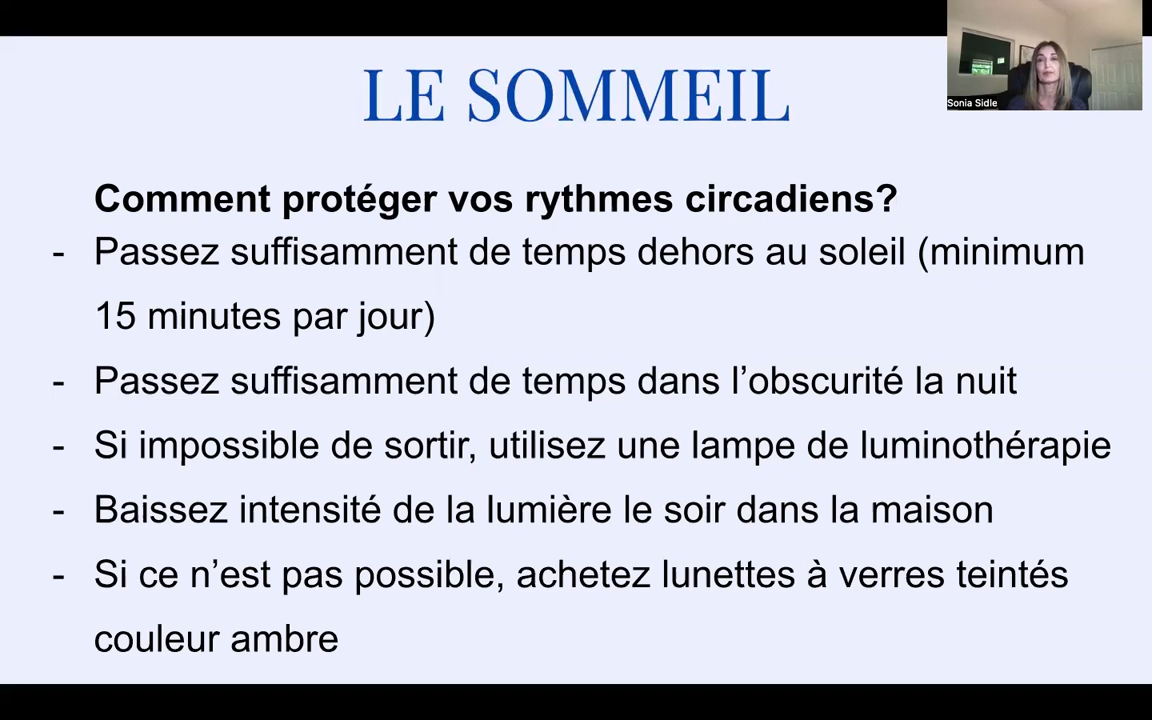 LE SOMMEIL
Sonia Sidle
Comment protéger vos rythmes circadiens?
- Passez suffisamment de temps dehors au soleil (minimum
15 minutes par jour)
- Passez suffisamment de temps dans l’obscurité la nuit
- Si impossible de sortir, utilisez une lampe de luminothérapie
- Baissez intensité de la lumière le soir dans la maison
- Si ce n’est pas possible, achetez lunettes à verres teintés
couleur ambre